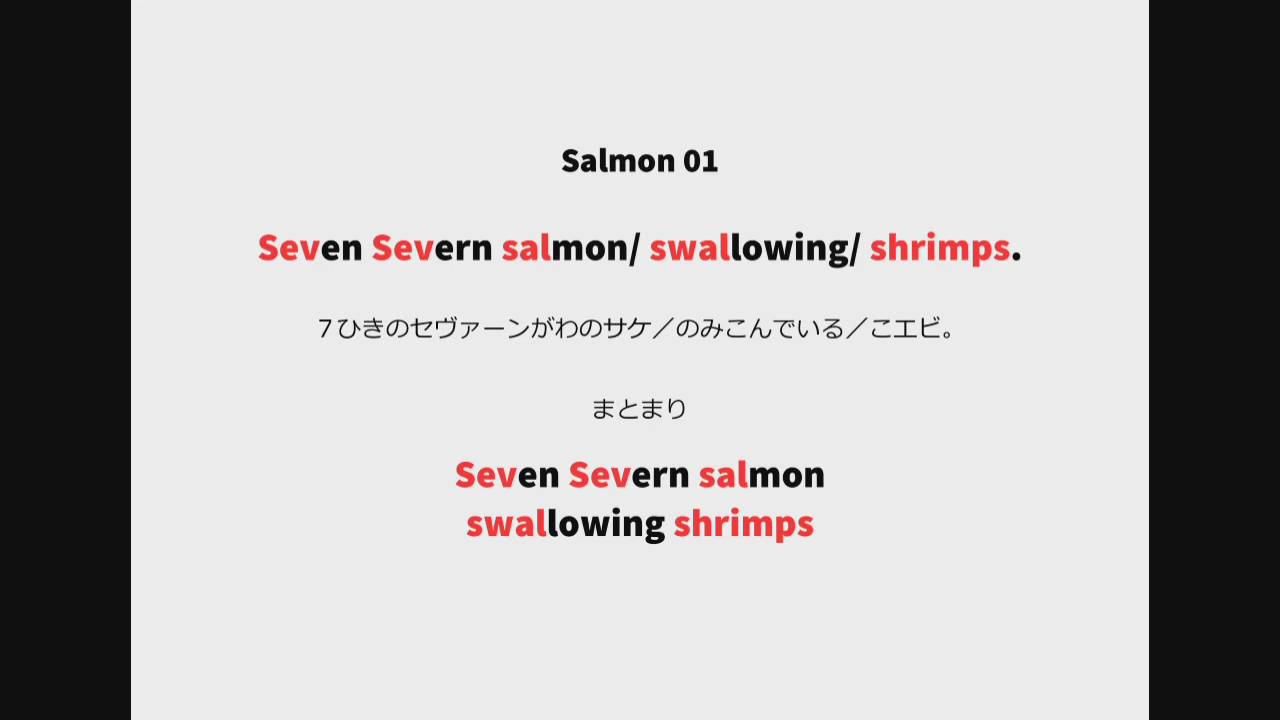 Salmon 01
Seven Severn salmon/ swallowing/ shrimps.
７ひきのセヴァーンがわのサケ／のみこんでいる／こエビ。
まとまり
Seven Severn salmon
swallowing shrimps